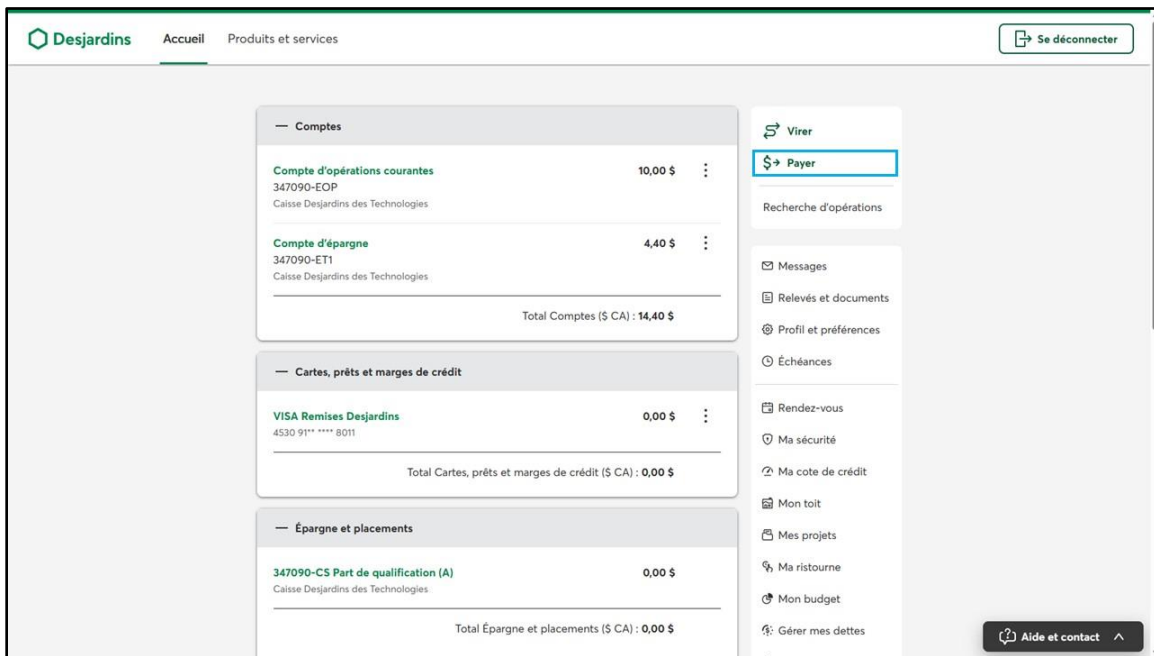 Desjardins
Accueil
Produits et services
Se déconnecter
— Comptes
Compte d'opérations courantes
10,00 $
347090-EOP
Caisse Desjardins des Technologies
Compte d'épargne
4,40 $
347090-ET1
Caisse Desjardins des Technologies
Total Comptes ($ CA) : 14,40 $
— Cartes, prêts et marges de crédit
VISA Remises Desjardins
0,00 $
4530 91** **** 8011
Total Cartes, prêts et marges de crédit ($ CA) : 0,00 $
— Épargne et placements
347090-CS Part de qualification (A)
0,00 $
Caisse Desjardins des Technologies
Total Épargne et placements ($ CA) : 0,00 $
Virer
Payer
Recherche d'opérations
Messages
Relevés et documents
Profil et préférences
Échéances
Rendez-vous
Ma sécurité
Ma cote de crédit
Mon toit
Mes projets
Ma ristourne
Mon budget
Gérer mes dettes
Aide et contact